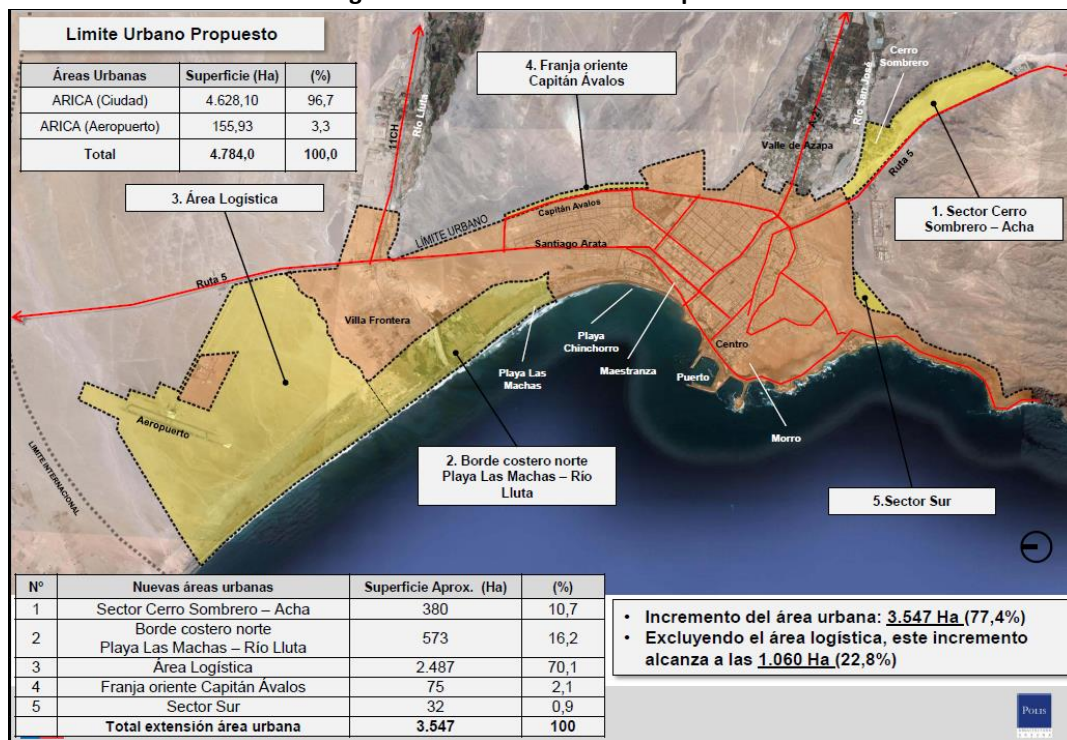 Limite Urbano Propuesto
Áreas Urbanas Superficie (Ha) (%)
ARICA (Ciudad) 4.628,10 96,7
ARICA (Aeropuerto) 155,93 3,3
Total 4.784,0 100,0
4. Franja oriente
Capitán Ávalos
Cerro
Sombrero
11CH
Río Lluta
A-27
Río San José
Valle de Azapa
Ruta 5
3. Área Logística
1. Sector Cerro
Sombrero – Acha
LÍMITE URBANO
Capitán Avalos
Santiago Arata
Ruta 5
Villa Frontera
Playa Las
Machas
Playa
Chinchorro
Maestranza
Centro
Puerto
Morro
Aeropuerto
LIMITE INTERNACIONAL
2. Borde costero norte
Playa Las Machas – Río
Lluta
5.Sector Sur
N° Nuevas áreas urbanas Superficie Aprox. (Ha) (%)
1 Sector Cerro Sombrero – Acha 380 10,7
2 Borde costero norte
Playa Las Machas – Río Lluta 573 16,2
3 Área Logística 2.487 70,1
4 Franja oriente Capitán Ávalos 75 2,1
5 Sector Sur 32 0,9
Total extensión área urbana 3.547 100
• Incremento del área urbana: 3.547 Ha (77,4%)
• Excluyendo el área logística, este incremento
alcanza a las 1.060 Ha (22,8%)
POLIS